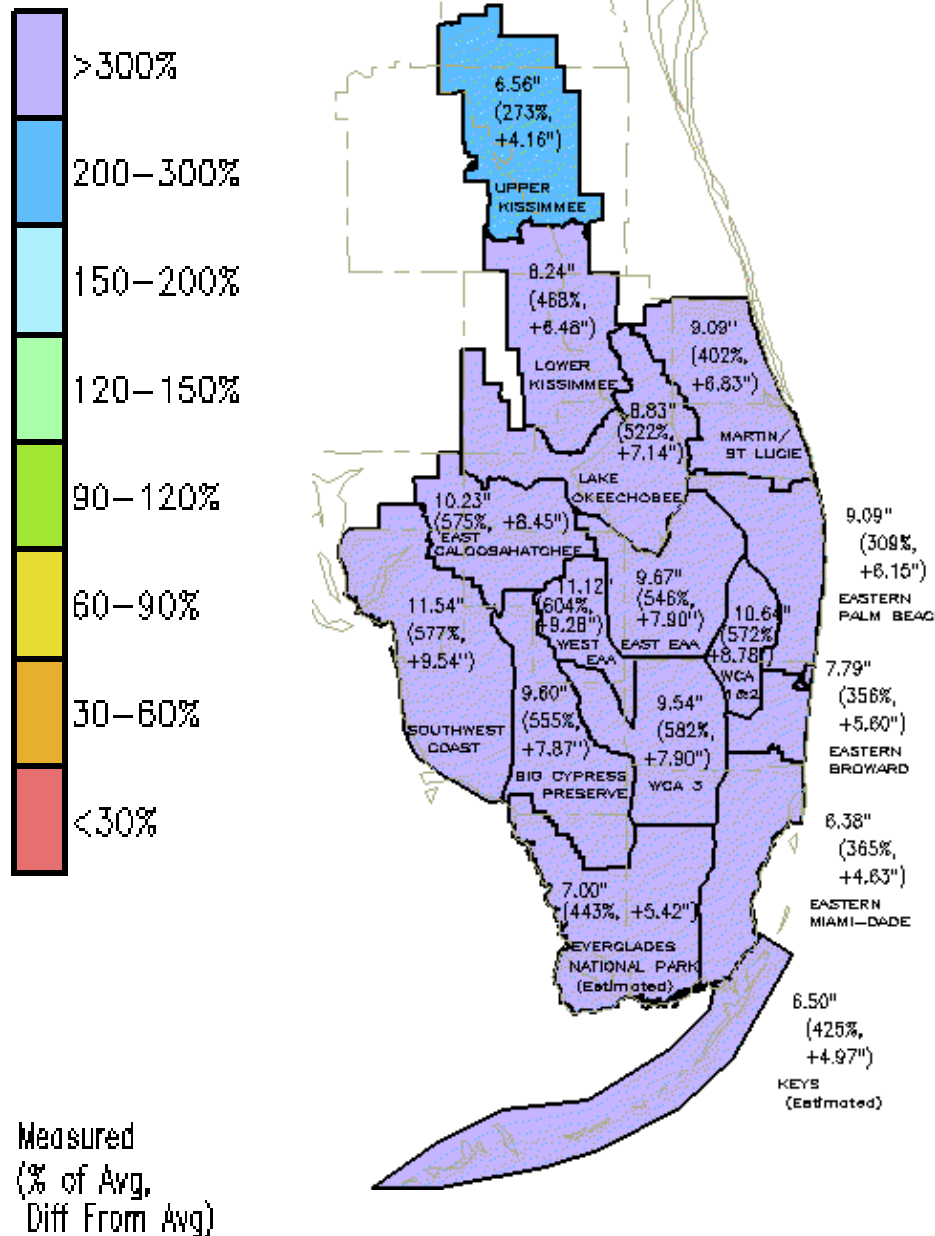 >300%
200-300%
150-200%
120-150%
90-120%
60-90%
30-60%
<30%
6.56"
(273%,
+4.16")
UPPER
KISSIMMEE
8.24"
(468%,
+6.48")
LOWER
KISSIMMEE
9.09"
(402%,
+6.83")
MARTIN/
ST LUCIE
8.83"
(522%,
+7.14")
LAKE
OKEECHOBEE
10.23"
(575%, +8.45")
EAST
CALOOSAHATCHEE
9.09"
(309%,
+6.15")
EASTERN
PALM BEAC
11.12"
(604%,
+9.28")
WEST
EAA
9.67"
(546%,
+7.90")
EAST EAA
10.64"
(572%
+8.78")
WCA
1&2
11.54"
(577%,
+9.54")
SOUTHWEST
COAST
9.60"
(555%,
+7.87")
BIG CYPRESS
PRESERVE
9.54"
(582%,
+7.90")
WCA 3
7.79"
(356%,
+5.60")
EASTERN
BROWARD
6.38"
(365%,
+4.63")
EASTERN
MIAMI-DADE
7.00"
(443%, +5.42")
EVERGLADES
NATIONAL PARK
(Estimated)
6.50"
(425%,
+4.97")
KEYS
(Estimated)
Measured
(% of Avg,
Diff From Avg)